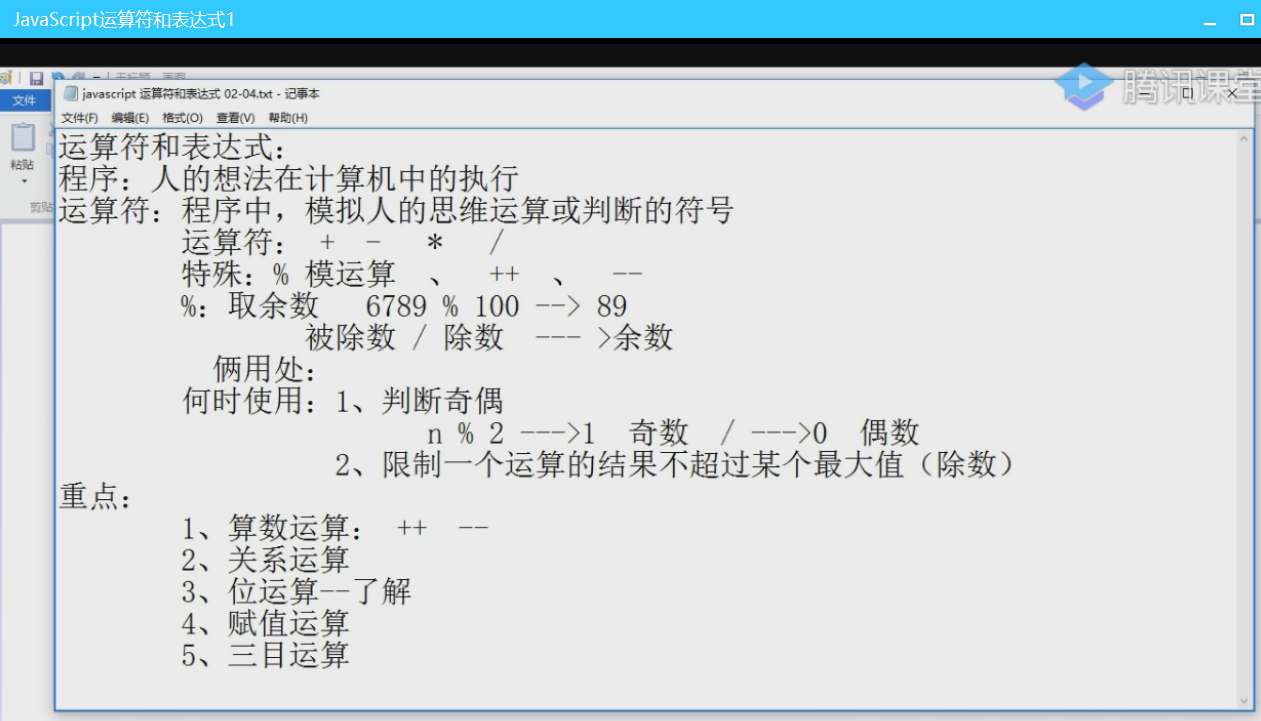 JavaScript运算符和表达式1
无标题 - 画图
腾讯课堂
文件
javascript 运算符和表达式 02-04.txt - 记事本
文件(F) 编辑(E) 格式(O) 查看(V) 帮助(H)
粘贴
剪贴
运算符和表达式：
程序：人的想法在计算机中的执行
运算符：程序中，模拟人的思维运算或判断的符号
运算符： + - * /
特殊：% 模运算 、 ++ 、 --
%：取余数 6789 % 100 --> 89
被除数 / 除数 --- >余数
俩用处：
何时使用：1、判断奇偶
n % 2 --->1 奇数 / --->0 偶数
2、限制一个运算的结果不超过某个最大值（除数）
重点：
1、算数运算： ++ --
2、关系运算
3、位运算--了解
4、赋值运算
5、三目运算